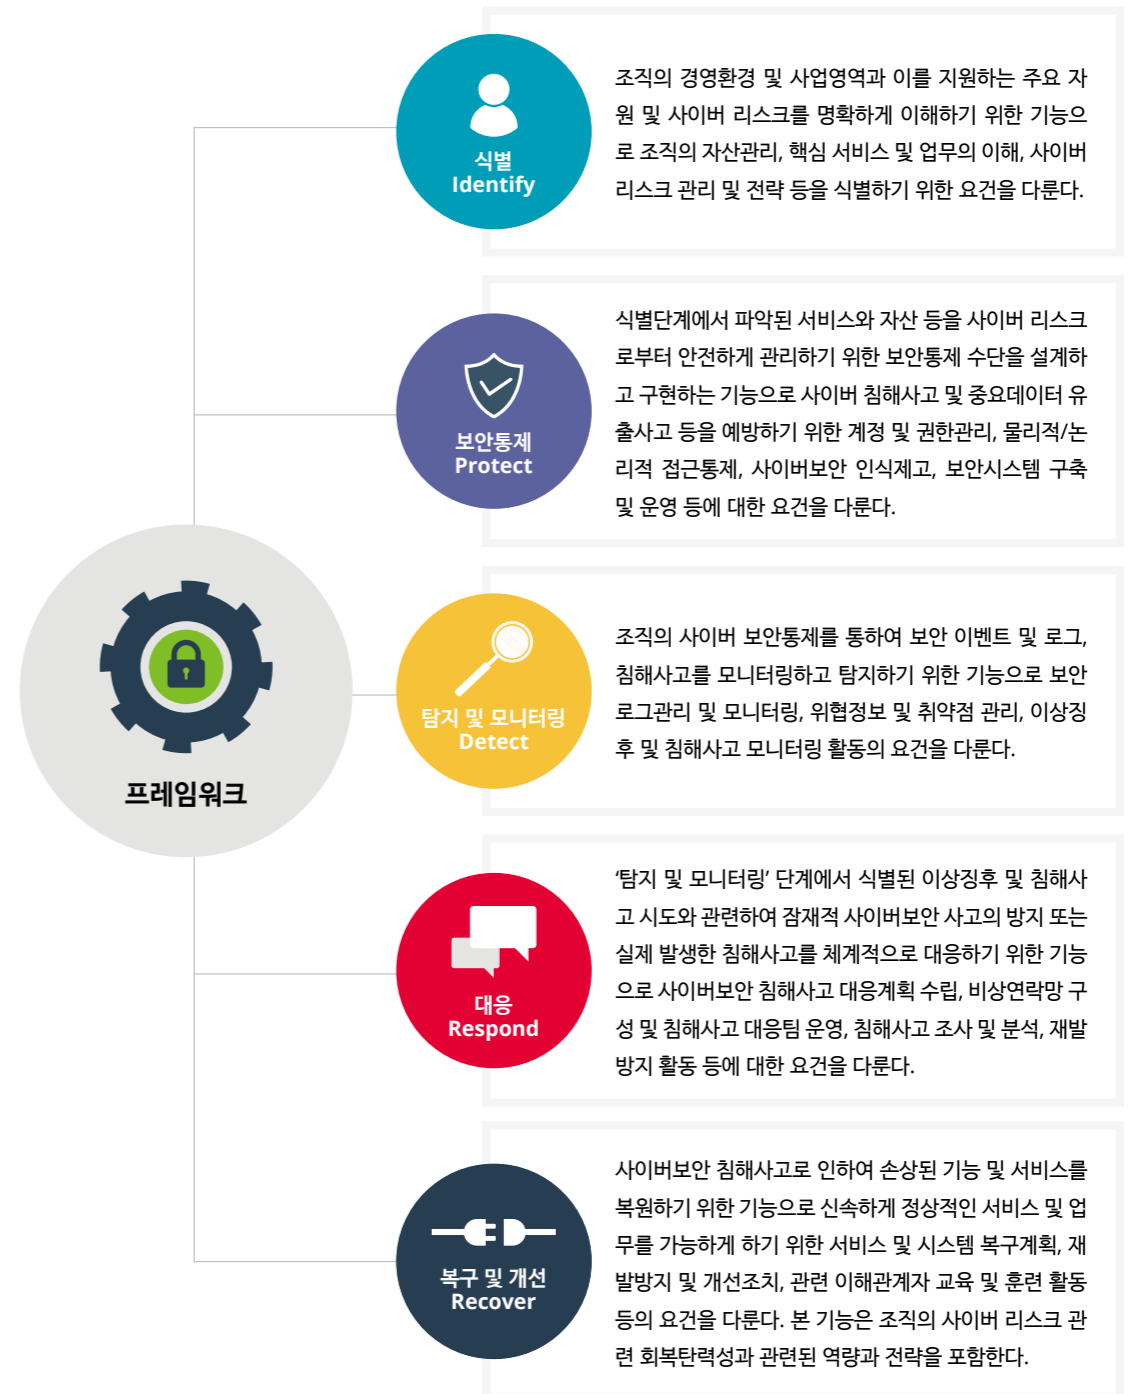 조직의 경영환경 및 사업영역과 이를 지원하는 주요 자
원 및 사이버 리스크를 명확하게 이해하기 위한 기능으
로 조직의 자산관리, 핵심 서비스 및 업무의 이해, 사이버
리스크 관리 및 전략 등을 식별하기 위한 요건을 다룬다.
식별
Identify
식별단계에서 파악된 서비스와 자산 등을 사이버 리스크
로부터 안전하게 관리하기 위한 보안통제 수단을 설계하
고 구현하는 기능으로 사이버 침해사고 및 중요데이터 유
출사고 등을 예방하기 위한 계정 및 권한관리, 물리적/논
리적 접근통제, 사이버보안 인식제고, 보안시스템 구축
및 운영 등에 대한 요건을 다룬다.
보안통제
Protect
프레임워크
조직의 사이버 보안통제를 통하여 보안 이벤트 및 로그,
침해사고를 모니터링하고 탐지하기 위한 기능으로 보안
로그관리 및 모니터링, 위협정보 및 취약점 관리, 이상징
후 및 침해사고 모니터링 활동의 요건을 다룬다.
탐지 및 모니터링
Detect
‘탐지 및 모니터링’ 단계에서 식별된 이상징후 및 침해사
고 시도와 관련하여 잠재적 사이버보안 사고의 방지 또는
실제 발생한 침해사고를 체계적으로 대응하기 위한 기능
으로 사이버보안 침해사고 대응계획 수립, 비상연락망 구
성 및 침해사고 대응팀 운영, 침해사고 조사 및 분석, 재발
방지 활동 등에 대한 요건을 다룬다.
대응
Respond
사이버보안 침해사고로 인하여 손상된 기능 및 서비스를
복원하기 위한 기능으로 신속하게 정상적인 서비스 및 업
무를 가능하게 하기 위한 서비스 및 시스템 복구계획, 재
발방지 및 개선조치, 관련 이해관계자 교육 및 훈련 활동
등의 요건을 다룬다. 본 기능은 조직의 사이버 리스크 관
련 회복탄력성과 관련된 역량과 전략을 포함한다.
복구 및 개선
Recover